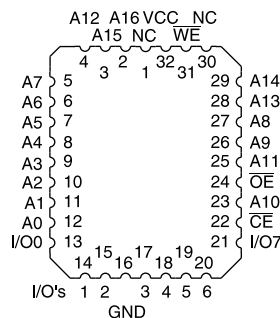 A12 A16 VCC NC
A15 NC W̅E̅
4 3 2 1 32 31 30
A7 5 29 A14
A6 6 28 A13
A5 7 27 A8
A4 8 26 A9
A3 9 25 A11
A2 10 24 O̅E̅
A1 11 23 A10
A0 12 22 C̅E̅
I/O0 13 21 I/O7
14 15 16 17 18 19 20
I/O's 1 2 3 4 5 6
GND